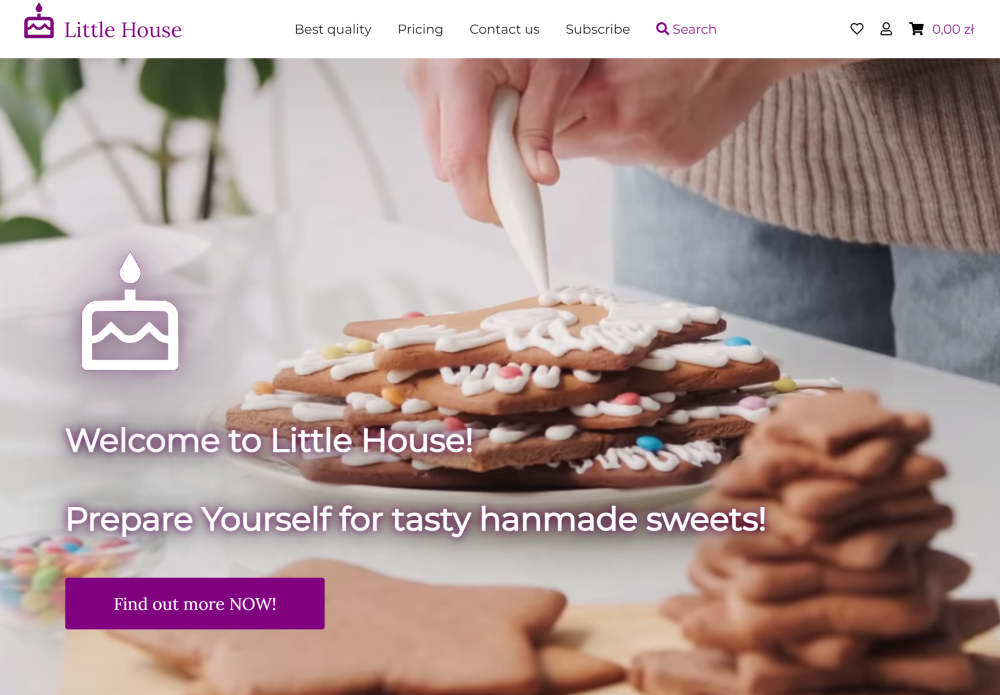 Little House
Best quality
Pricing
Contact us
Subscribe
Search
0,00 zł
Welcome to Little House!
Prepare Yourself for tasty hanmade sweets!
Find out more NOW!